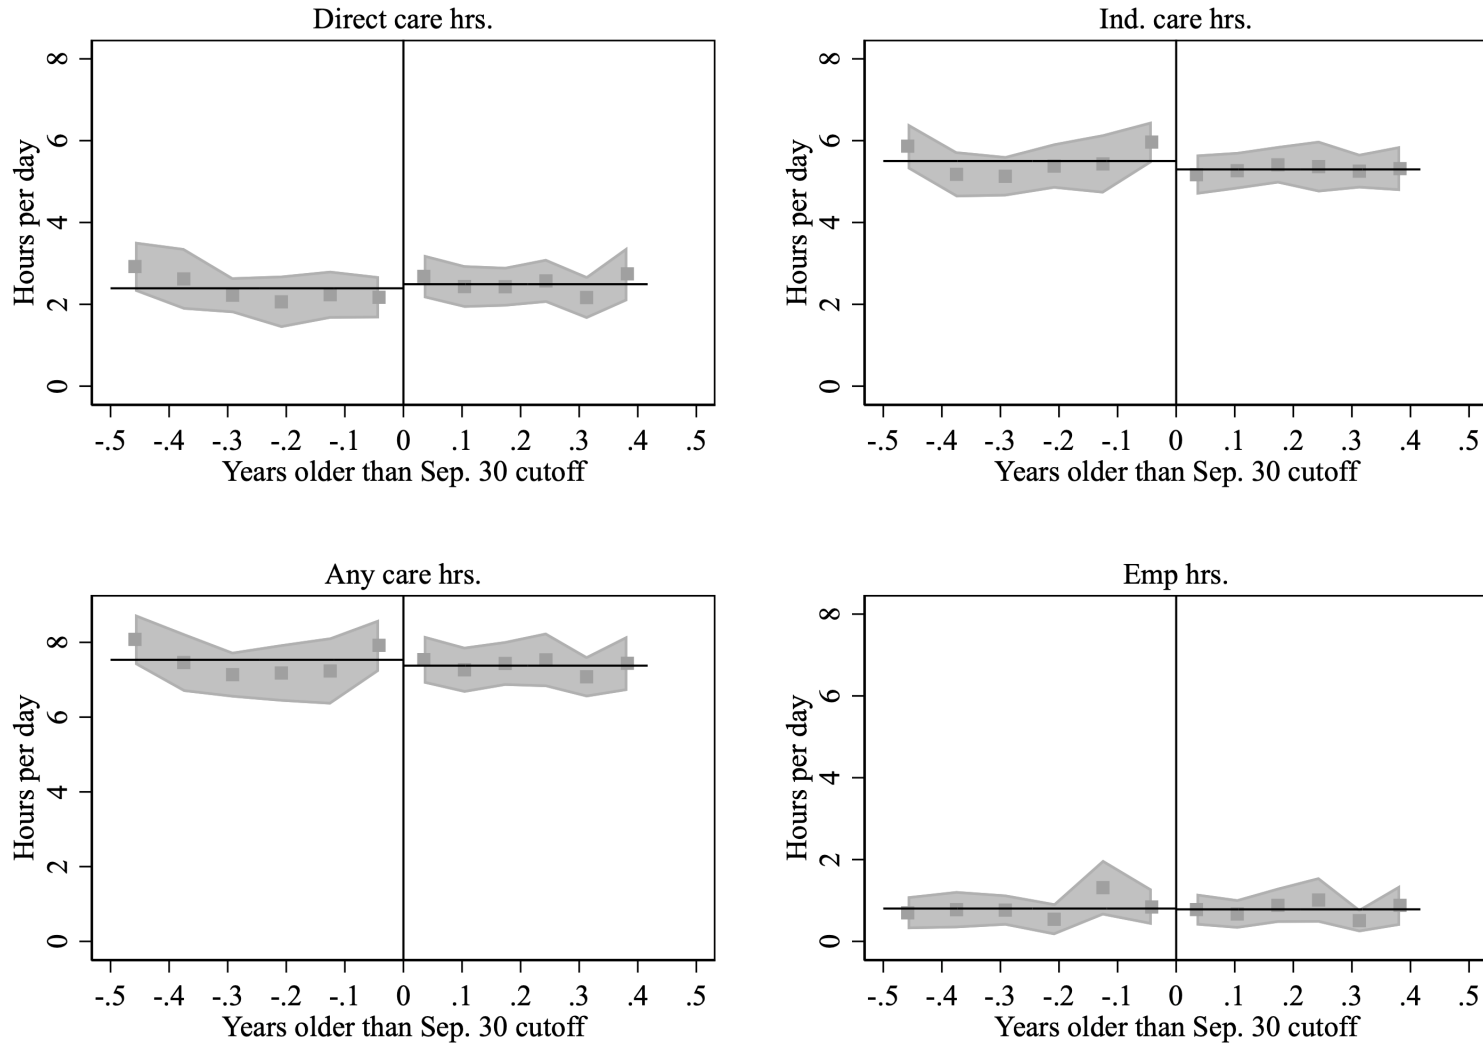 Direct care hrs.
Hours per day
8
6
4
2
0
-.5 -.4 -.3 -.2 -.1 0 .1 .2 .3 .4 .5
Years older than Sep. 30 cutoff
Ind. care hrs.
Hours per day
8
6
4
2
0
-.5 -.4 -.3 -.2 -.1 0 .1 .2 .3 .4 .5
Years older than Sep. 30 cutoff
Any care hrs.
Hours per day
8
6
4
2
0
-.5 -.4 -.3 -.2 -.1 0 .1 .2 .3 .4 .5
Years older than Sep. 30 cutoff
Emp hrs.
Hours per day
8
6
4
2
0
-.5 -.4 -.3 -.2 -.1 0 .1 .2 .3 .4 .5
Years older than Sep. 30 cutoff